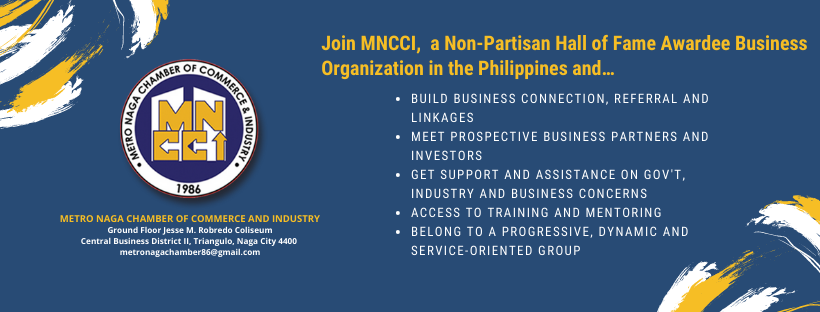 METRO NAGA CHAMBER OF COMMERCE & INDUSTRY
MN
CCI
1986
METRO NAGA CHAMBER OF COMMERCE AND INDUSTRY
Ground Floor Jesse M. Robredo Coliseum
Central Business District II, Triangulo, Naga City 4400
metronagachamber86@gmail.com
Join MNCCI, a Non-Partisan Hall of Fame Awardee Business
Organization in the Philippines and...
• BUILD BUSINESS CONNECTION, REFERRAL AND
LINKAGES
• MEET PROSPECTIVE BUSINESS PARTNERS AND
INVESTORS
• GET SUPPORT AND ASSISTANCE ON GOV'T,
INDUSTRY AND BUSINESS CONCERNS
• ACCESS TO TRAINING AND MENTORING
• BELONG TO A PROGRESSIVE, DYNAMIC AND
SERVICE-ORIENTED GROUP